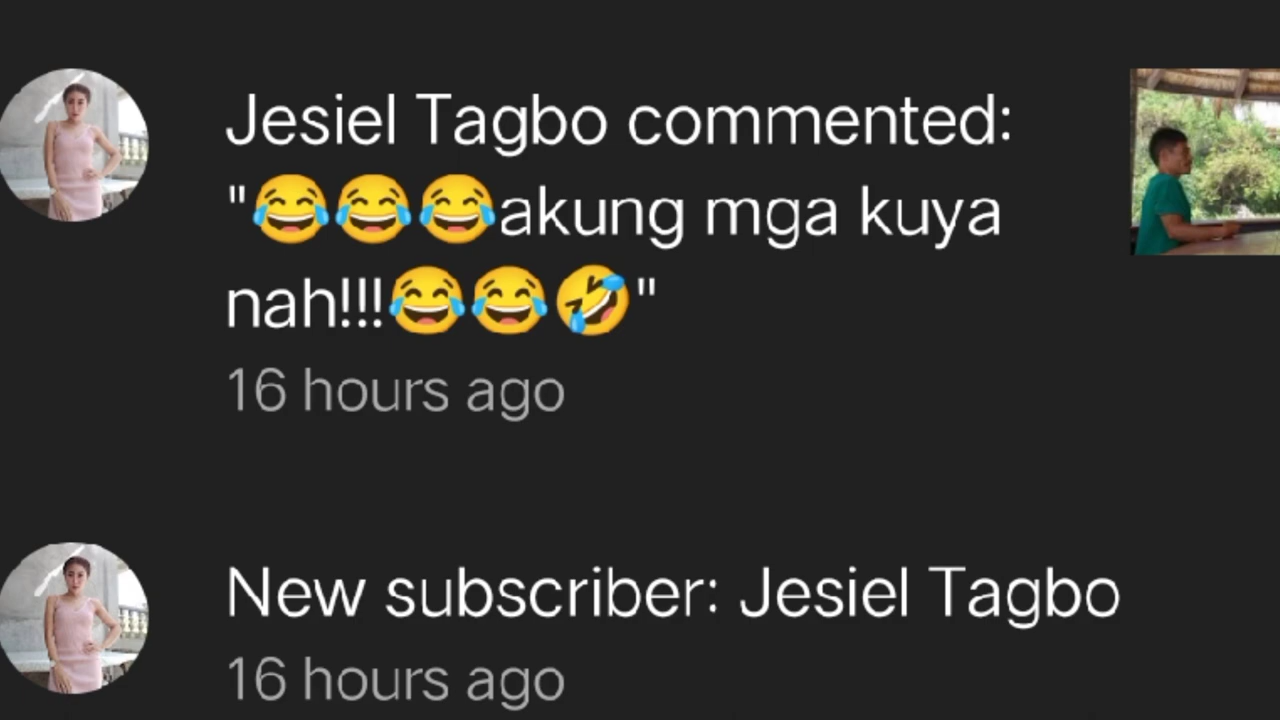 Jesiel Tagbo commented:
"😂😂😂akung mga kuya
nah!!!😂😂🤣"
16 hours ago
New subscriber: Jesiel Tagbo
16 hours ago